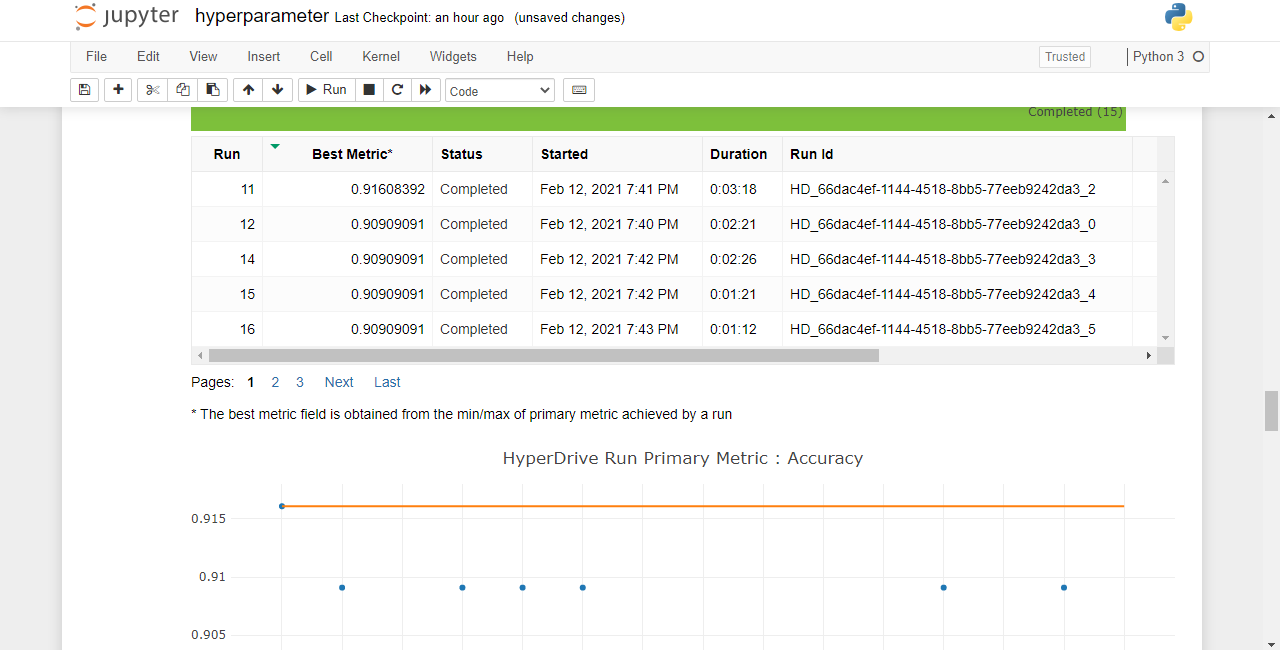 jupyter hyperparameter Last Checkpoint: an hour ago (unsaved changes)
File Edit View Insert Cell Kernel Widgets Help Trusted Python 3
Run Code
Completed (15)
Run Best Metric* Status Started Duration Run Id
11 0.91608392 Completed Feb 12, 2021 7:41 PM 0:03:18 HD_66dac4ef-1144-4518-8bb5-77eeb9242da3_2
12 0.90909091 Completed Feb 12, 2021 7:40 PM 0:02:21 HD_66dac4ef-1144-4518-8bb5-77eeb9242da3_0
14 0.90909091 Completed Feb 12, 2021 7:42 PM 0:02:26 HD_66dac4ef-1144-4518-8bb5-77eeb9242da3_3
15 0.90909091 Completed Feb 12, 2021 7:42 PM 0:01:21 HD_66dac4ef-1144-4518-8bb5-77eeb9242da3_4
16 0.90909091 Completed Feb 12, 2021 7:43 PM 0:01:12 HD_66dac4ef-1144-4518-8bb5-77eeb9242da3_5
Pages: 1 2 3 Next Last
* The best metric field is obtained from the min/max of primary metric achieved by a run
HyperDrive Run Primary Metric : Accuracy
0.915
0.91
0.905